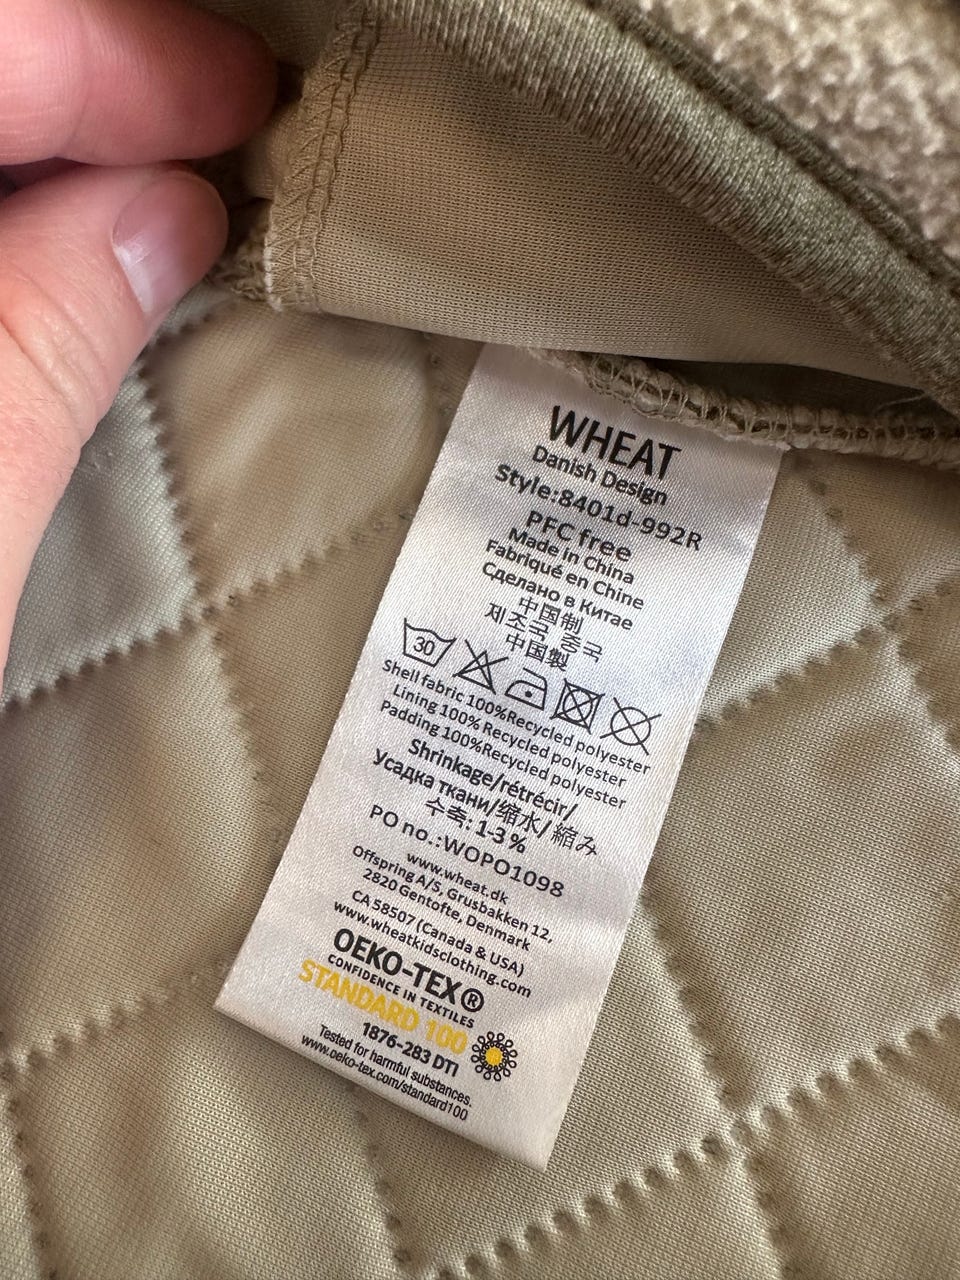 WHEAT
Danish Design
Style:8401d-992R
PFC free
Made in China
Fabriqué en Chine
Сделано в Китае
中国制
제조국 중국
中国製
30
Shell fabric 100%Recycled polyester
Lining 100% Recycled polyester
Padding 100%Recycled polyester
Shrinkage/rétrécir/
Усадка ткани/缩水/縮み
수축: 1-3 %
PO no.:WOPO1098
www.wheat.dk
Offspring A/S, Grusbakken 12,
2820 Gentofte, Denmark
CA 58507 (Canada & USA)
www.wheatkidsclothing.com
OEKO-TEX®
CONFIDENCE IN TEXTILES
STANDARD 100
1876-283 DTI
Tested for harmful substances.
www.oeko-tex.com/standard100